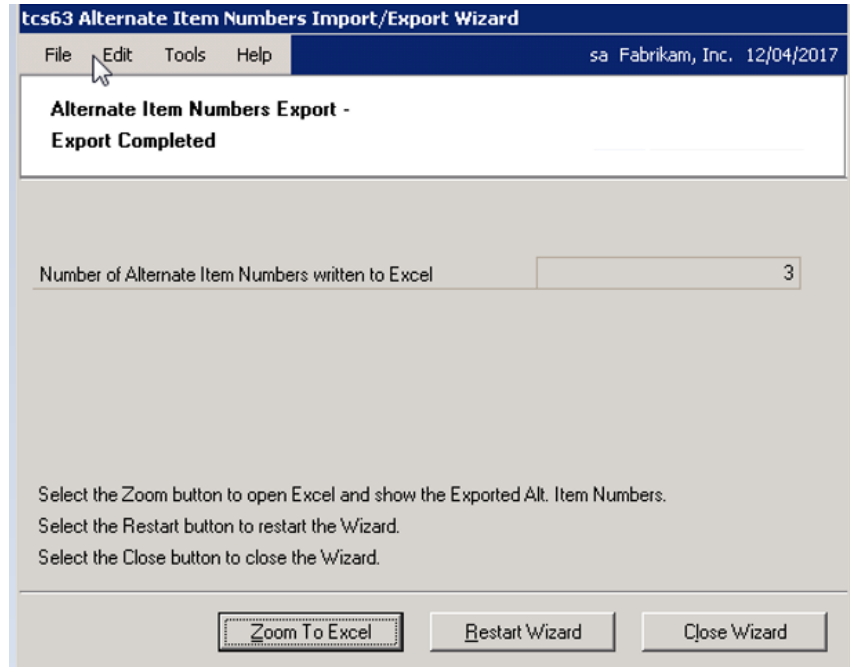 tcs63 Alternate Item Numbers Import/Export Wizard
File Edit Tools Help sa Fabrikam, Inc. 12/04/2017
Alternate Item Numbers Export -
Export Completed
Number of Alternate Item Numbers written to Excel 3
Select the Zoom button to open Excel and show the Exported Alt. Item Numbers.
Select the Restart button to restart the Wizard.
Select the Close button to close the Wizard.
Zoom To Excel Restart Wizard Close Wizard